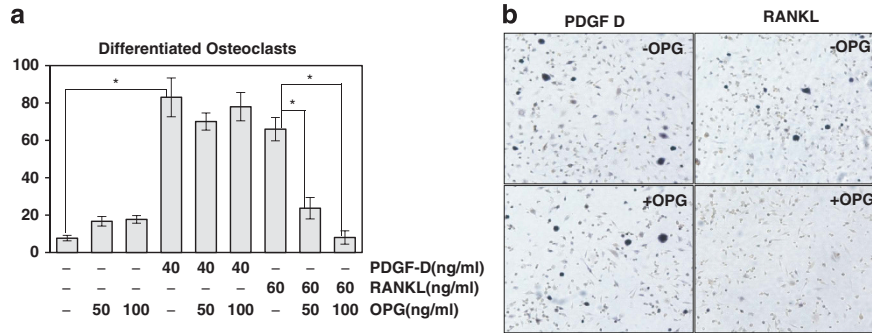 a
Differentiated Osteoclasts
100
80
60
40
20
0
* * *
– – – 40 40 40 – – – PDGF-D(ng/ml)
– – – – – – 60 60 60 RANKL(ng/ml)
– 50 100 – 50 100 – 50 100 OPG(ng/ml)
b
PDGF D RANKL
-OPG -OPG
+OPG +OPG